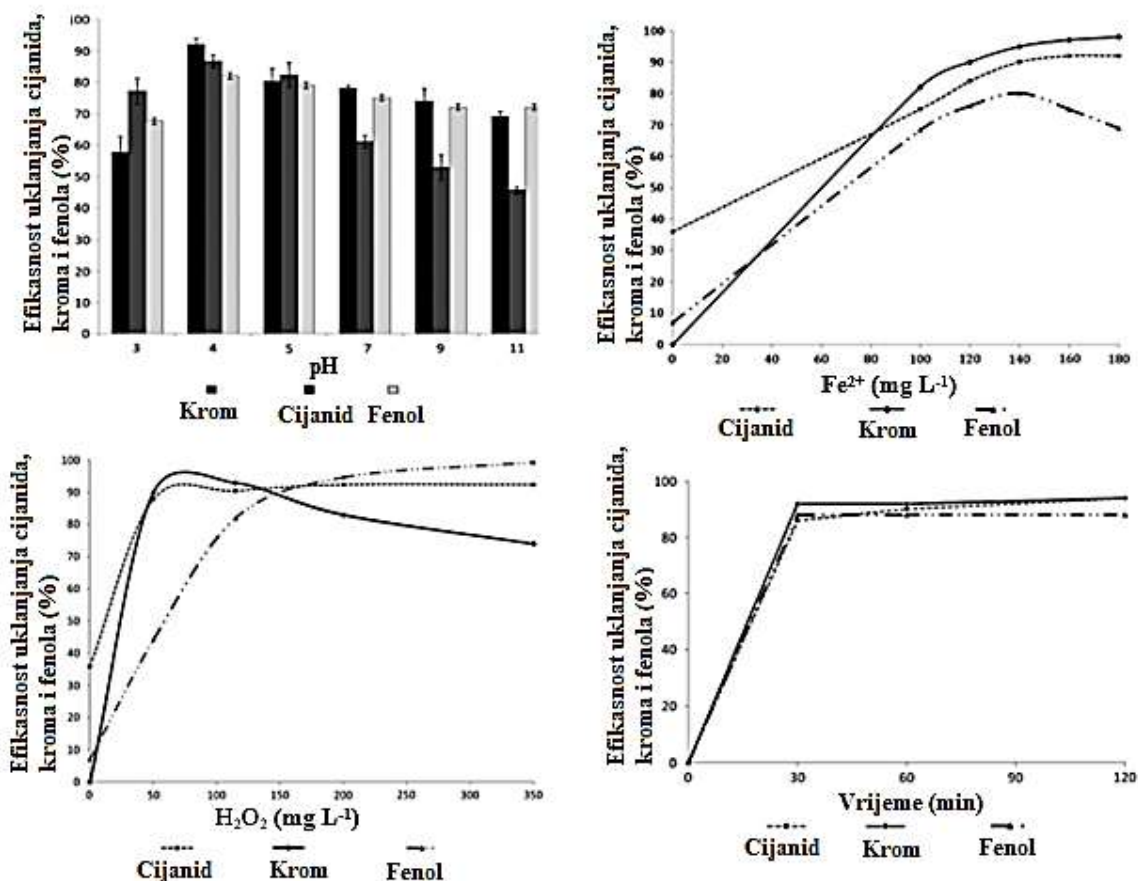 Efikasnost uklanjanja cijanida,
kroma i fenola (%)
100
90
80
70
60
50
40
30
20
10
0
3 4 5 7 9 11
pH
Krom Cijanid Fenol
Efikasnost uklanjanja cijanida,
kroma i fenola (%)
100
90
80
70
60
50
40
30
20
10
0
0 20 40 60 80 100 120 140 160 180
Fe²⁺ (mg L⁻¹)
Cijanid Krom Fenol
Efikasnost uklanjanja cijanida,
kroma i fenola (%)
100
90
80
70
60
50
40
30
20
10
0
0 50 100 150 200 250 300 350
H₂O₂ (mg L⁻¹)
Cijanid Krom Fenol
Efikasnost uklanjanja cijanida,
kroma i fenola (%)
100
80
60
40
20
0
0 30 60 90 120
Vrijeme (min)
Cijanid Krom Fenol